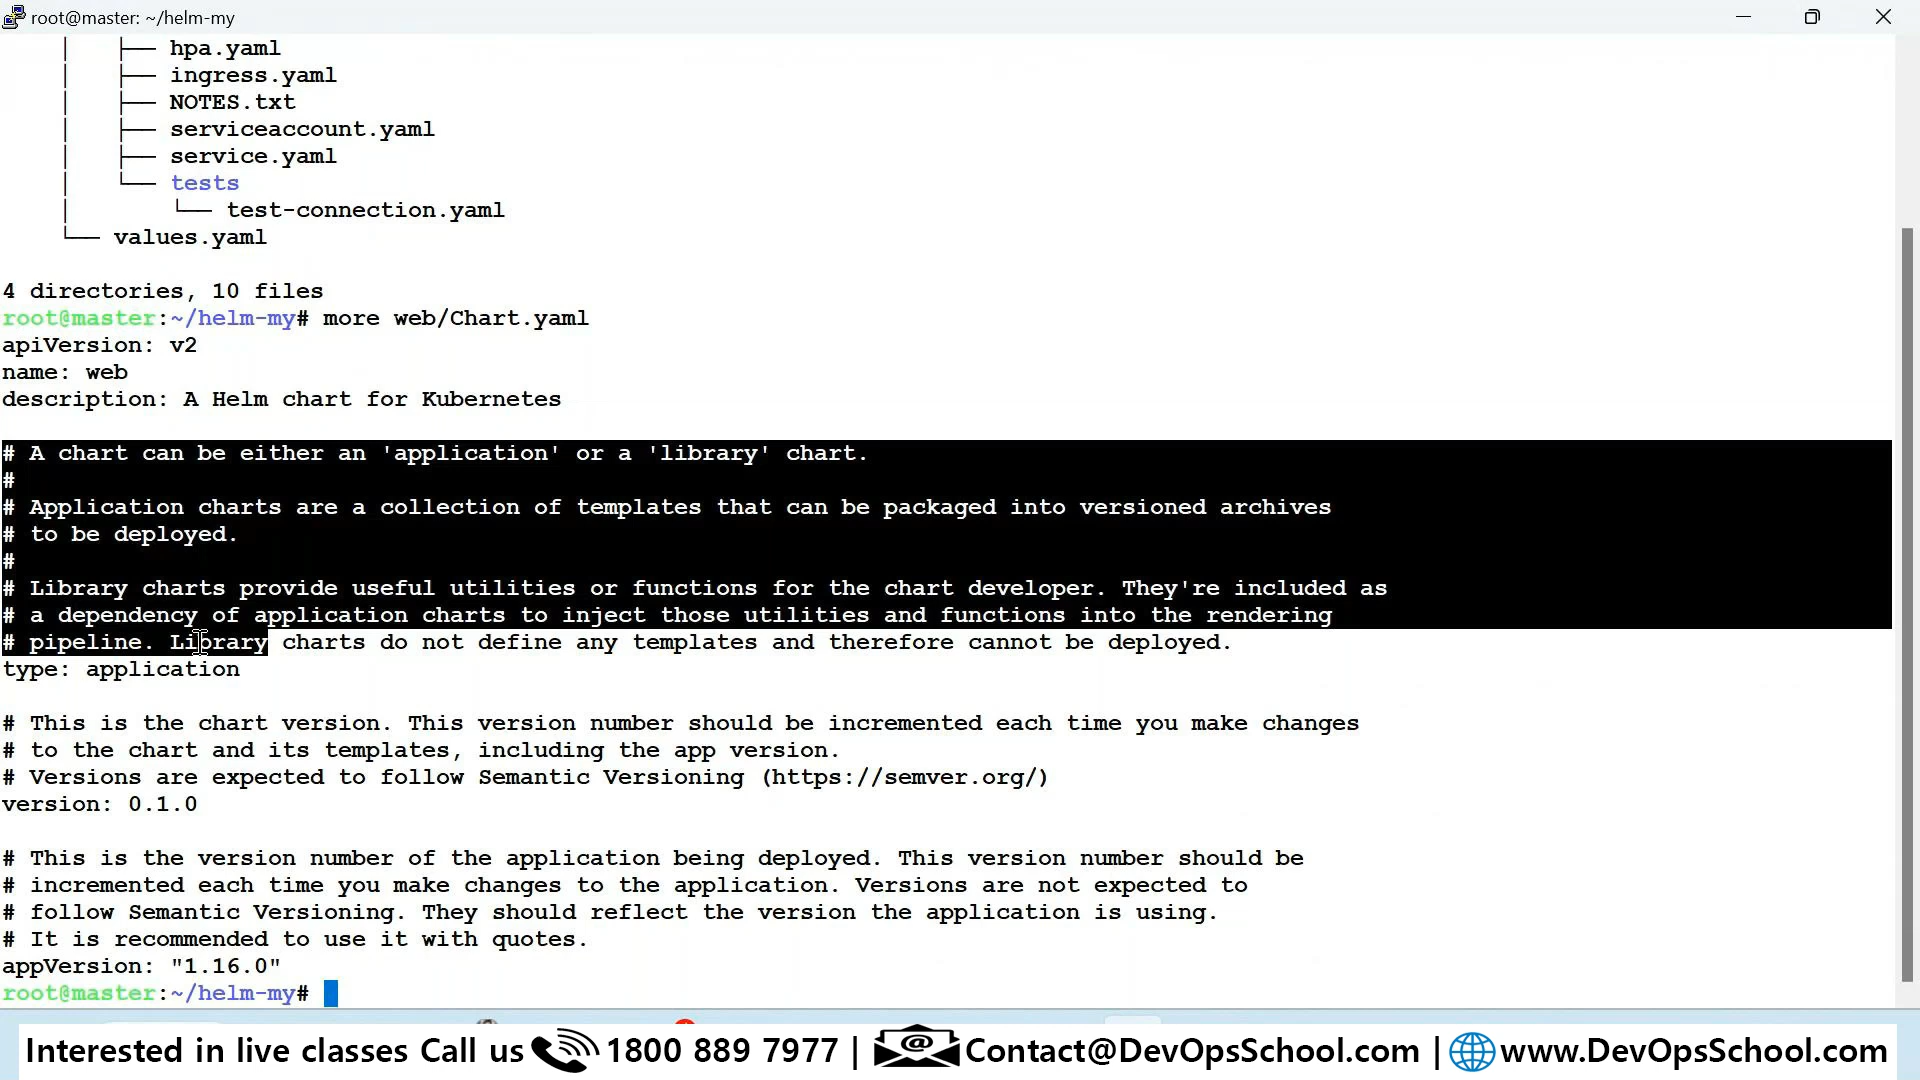 root@master: ~/helm-my
│   ├── hpa.yaml
│   ├── ingress.yaml
│   ├── NOTES.txt
│   ├── serviceaccount.yaml
│   ├── service.yaml
│   └── tests
│       └── test-connection.yaml
└── values.yaml
4 directories, 10 files
root@master:~/helm-my# more web/Chart.yaml
apiVersion: v2
name: web
description: A Helm chart for Kubernetes
# A chart can be either an 'application' or a 'library' chart.
#
# Application charts are a collection of templates that can be packaged into versioned archives
# to be deployed.
#
# Library charts provide useful utilities or functions for the chart developer. They're included as
# a dependency of application charts to inject those utilities and functions into the rendering
# pipeline. Library charts do not define any templates and therefore cannot be deployed.
type: application
# This is the chart version. This version number should be incremented each time you make changes
# to the chart and its templates, including the app version.
# Versions are expected to follow Semantic Versioning (https://semver.org/)
version: 0.1.0
# This is the version number of the application being deployed. This version number should be
# incremented each time you make changes to the application. Versions are not expected to
# follow Semantic Versioning. They should reflect the version the application is using.
# It is recommended to use it with quotes.
appVersion: "1.16.0"
root@master:~/helm-my#
Interested in live classes Call us 1800 889 7977 | Contact@DevOpsSchool.com | www.DevOpsSchool.com